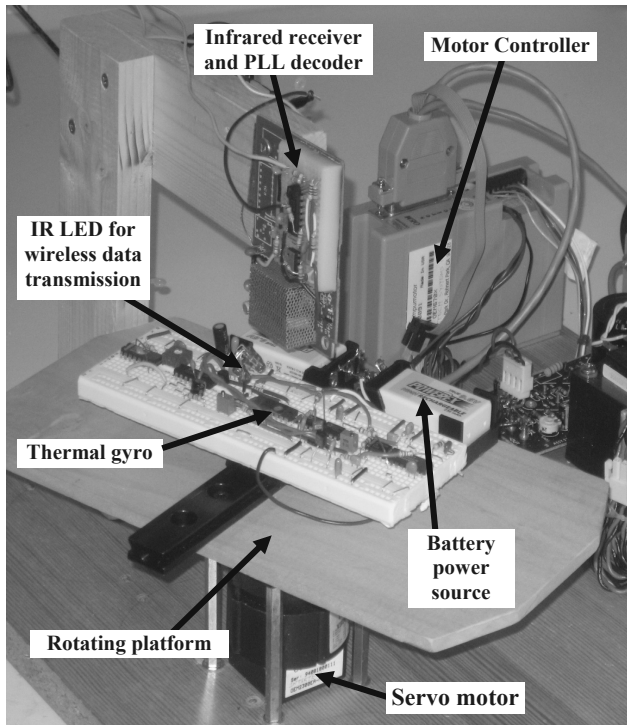 Infrared receiver
and PLL decoder
Motor Controller
IR LED for
wireless data
transmission
Thermal gyro
Battery
power
source
Rotating platform
Servo motor